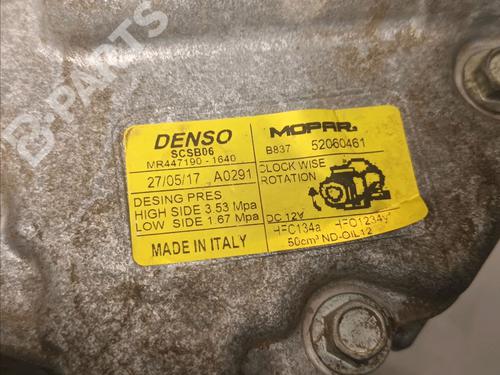 B-PARTS
DENSO
SCSB06
MR447190-1640
27/05/17 A0291
DESING PRES
HIGH SIDE 3.53 Mpa
LOW SIDE 1.67 Mpa
MADE IN ITALY
MOPAR
B837 52060461
CLOCK WISE
ROTATION
DC 12V
HFC134a HFO1234y
50cm³ ND-OIL12